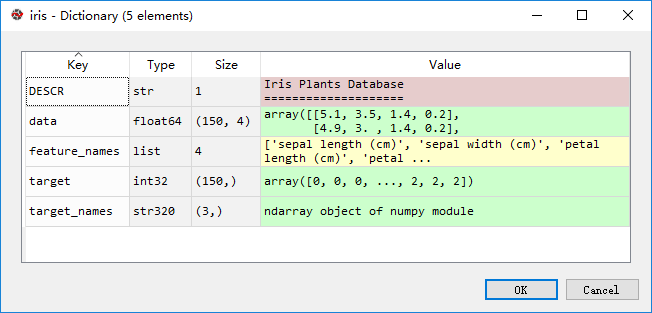 iris - Dictionary (5 elements)
Key Type Size Value
DESCR str 1 Iris Plants Database
====================
data float64 (150, 4) array([[5.1, 3.5, 1.4, 0.2],
[4.9, 3. , 1.4, 0.2],
feature_names list 4 ['sepal length (cm)', 'sepal width (cm)', 'petal
length (cm)', 'petal ...
target int32 (150,) array([0, 0, 0, ..., 2, 2, 2])
target_names str320 (3,) ndarray object of numpy module
OK Cancel